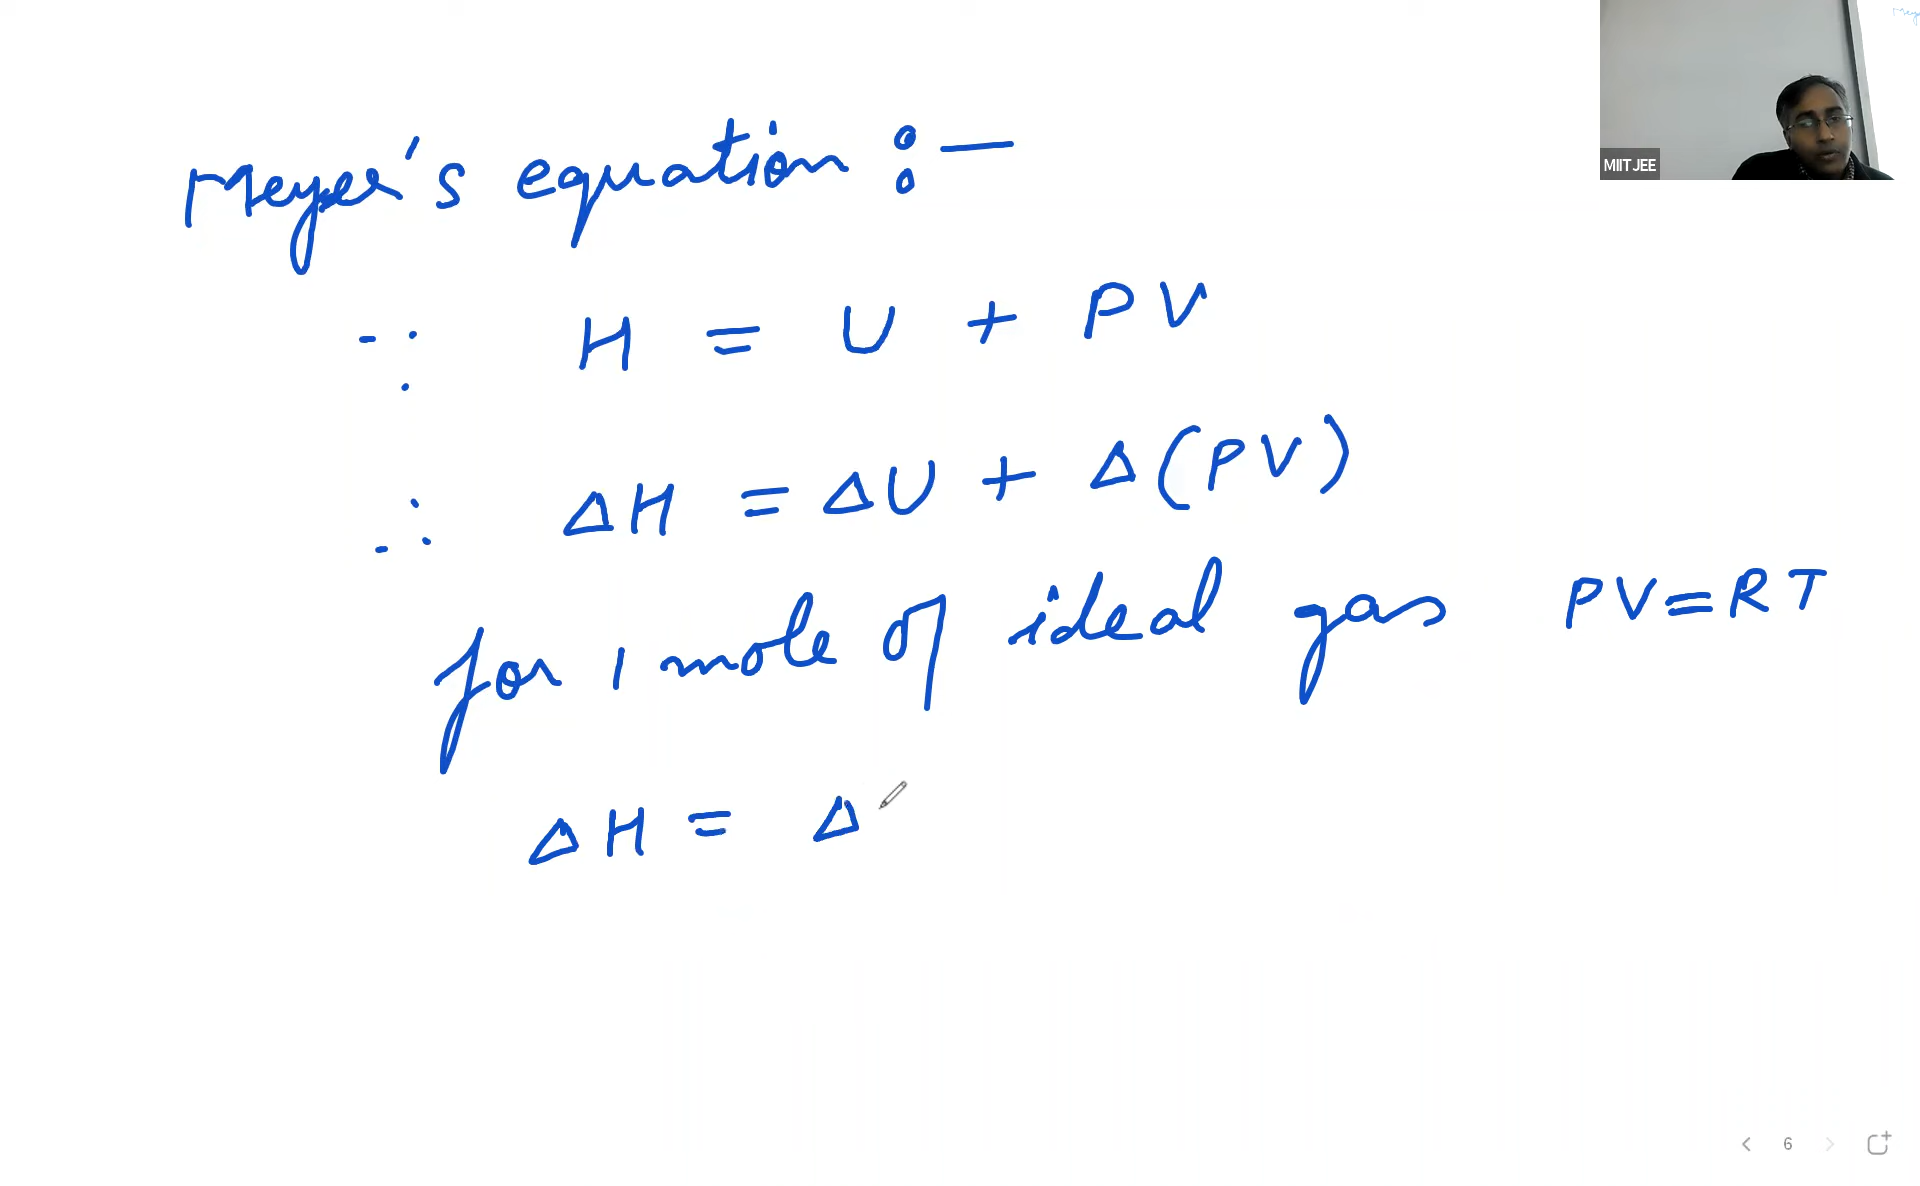 Meyer's equation :-
∵ H = U + PV
∴ ΔH = ΔU + Δ(PV)
for 1 mole of ideal gas PV = RT
ΔH = Δ
MIIT JEE
6